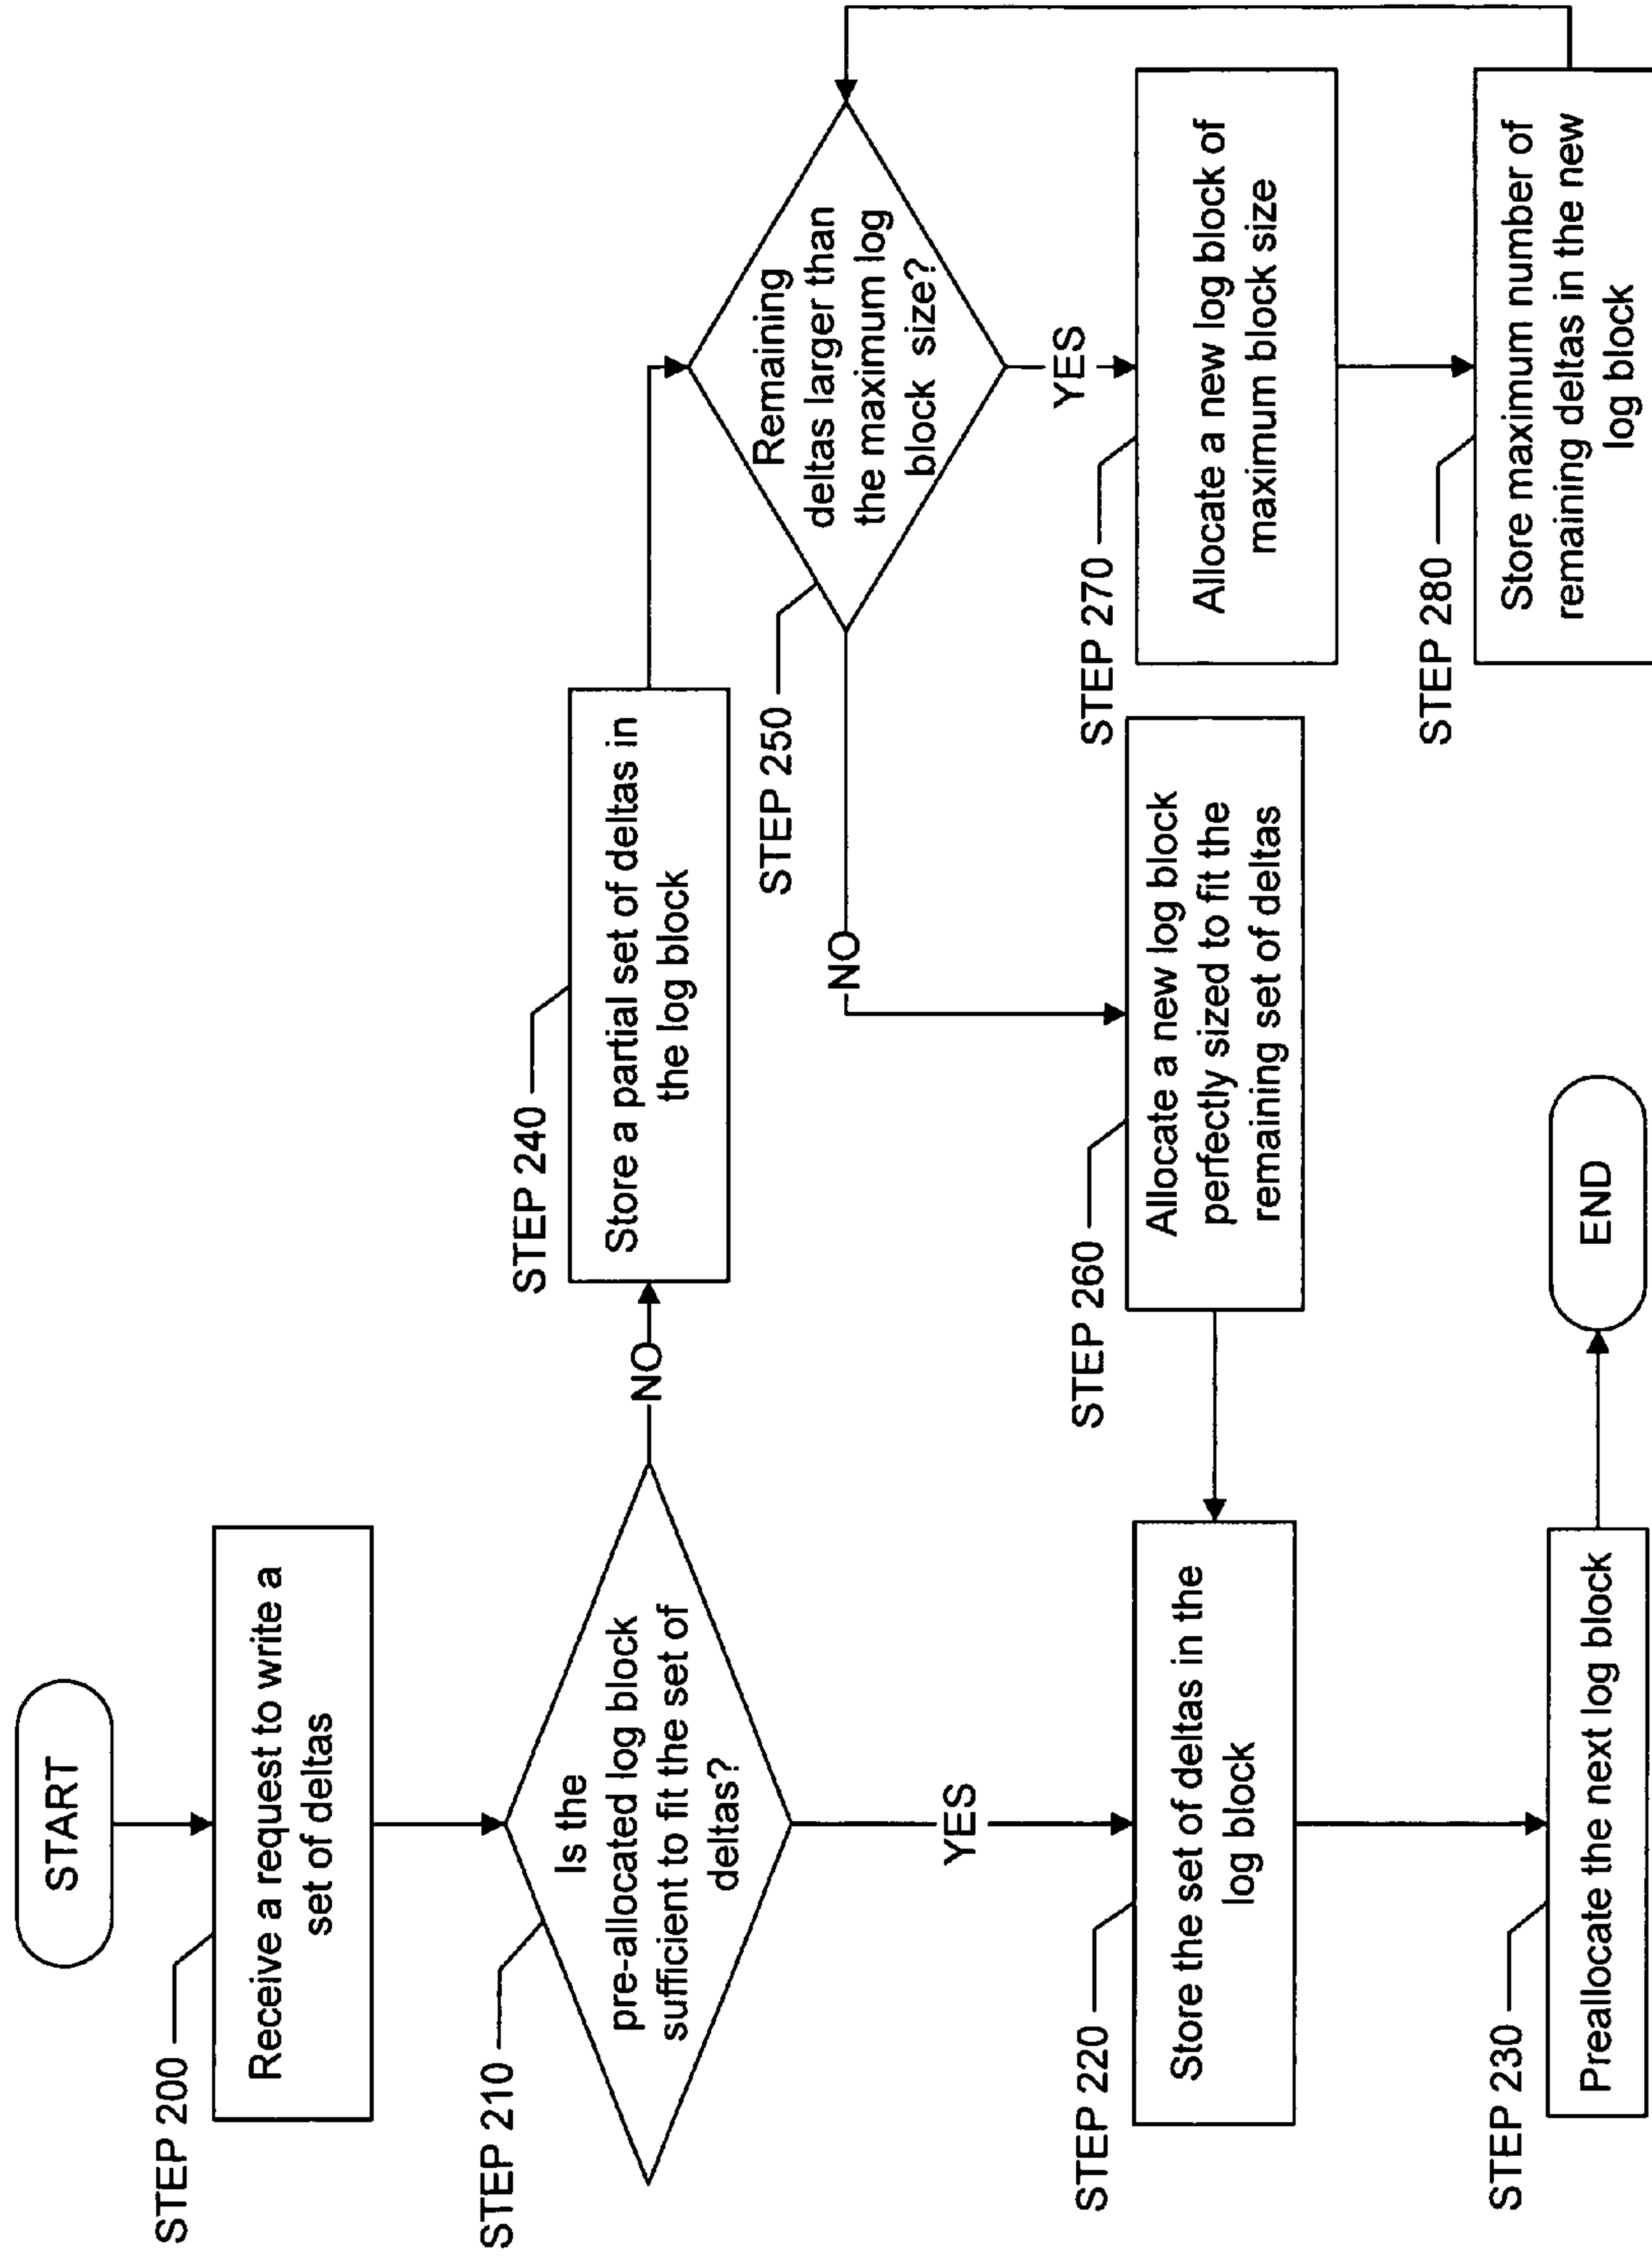 START
STEP 200
Receive a request to write a
set of deltas
STEP 210
Is the
pre-allocated log block
sufficient to fit the set of
deltas?
NO
YES
STEP 240
Store a partial set of deltas in
the log block
STEP 250
Remaining
deltas larger than
the maximum log
block size?
NO
YES
STEP 260
Allocate a new log block
perfectly sized to fit the
remaining set of deltas
STEP 270
Allocate a new log block of
maximum block size
STEP 280
Store maximum number of
remaining deltas in the new
log block
STEP 220
Store the set of deltas in the
log block
STEP 230
Preallocate the next log block
END